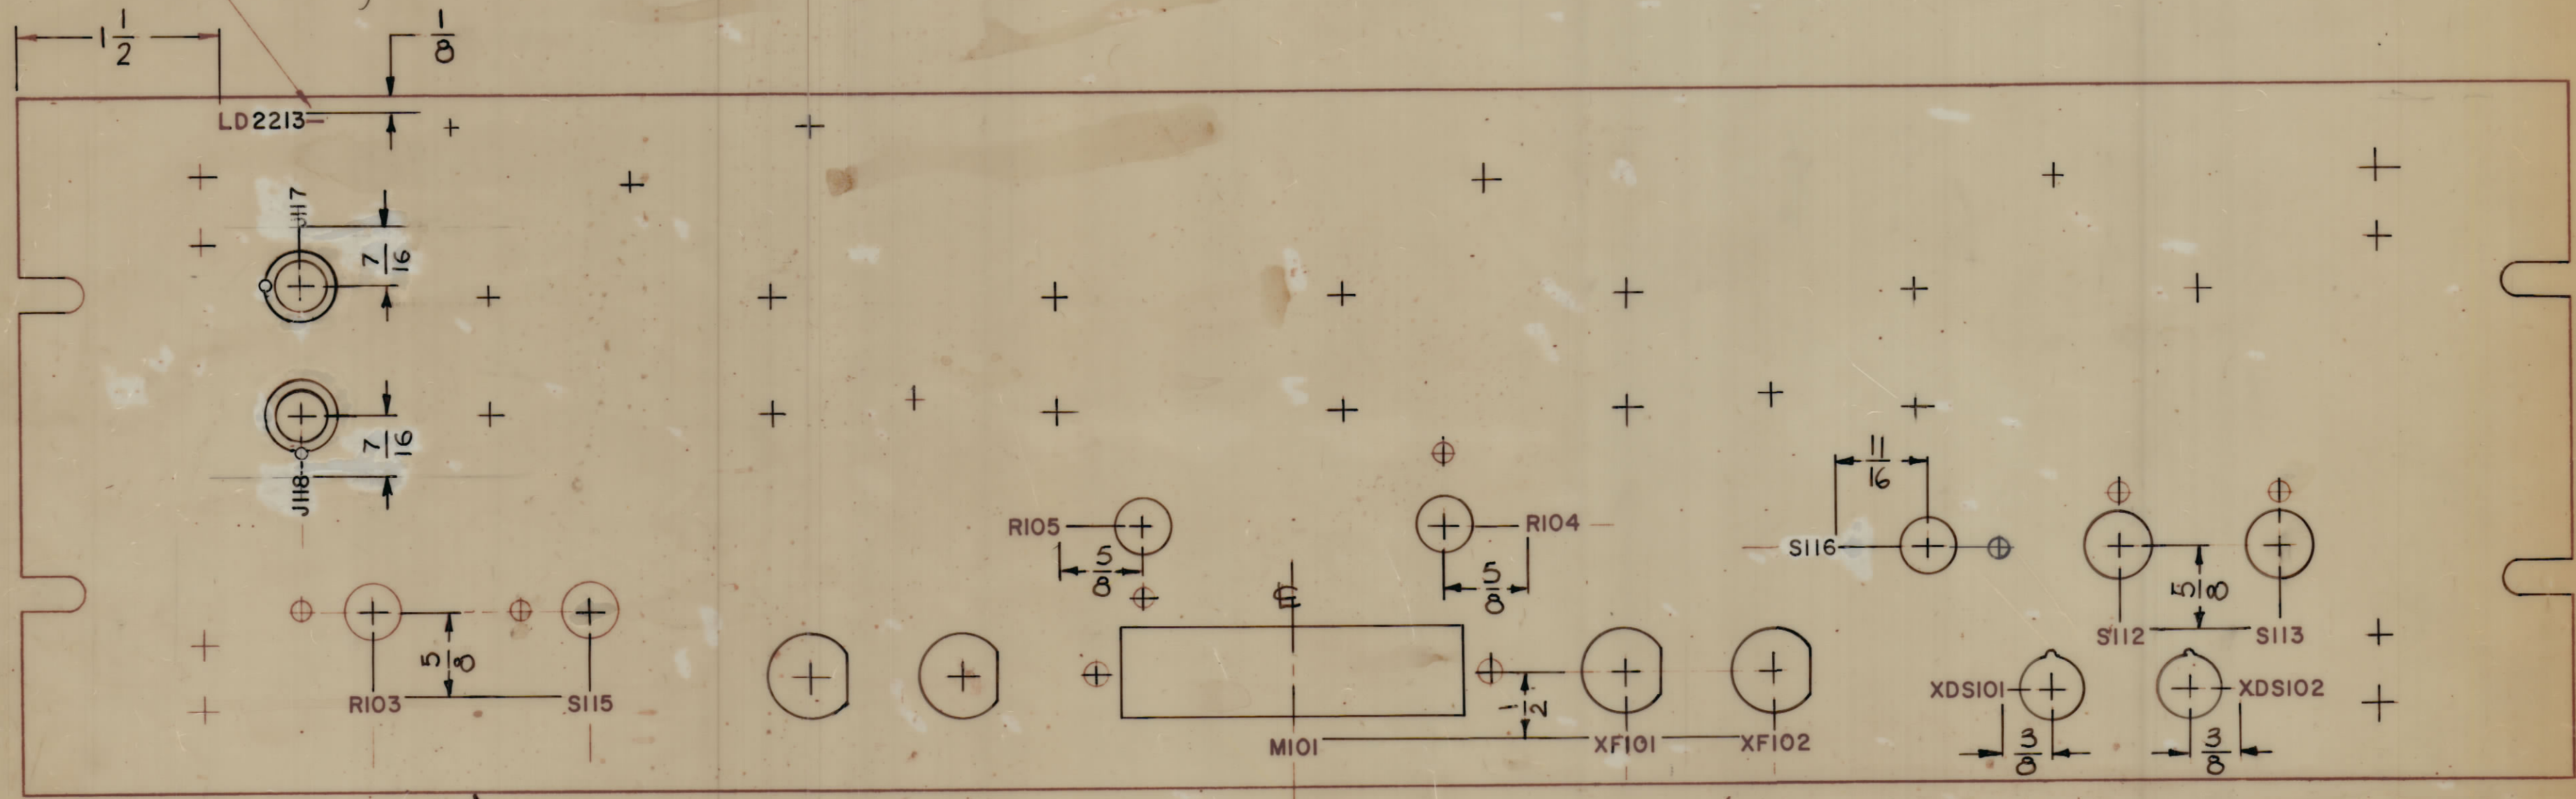 1 1/2
1/8
LD2213-
J117
7/16
7/16
J118
11/16
R105
R104
S116
5/8
5/8
5/8
℄
S112
S113
5/8
R103
S115
1/2
XDS101
XDS102
M101
XF101
XF102
3/8
3/8